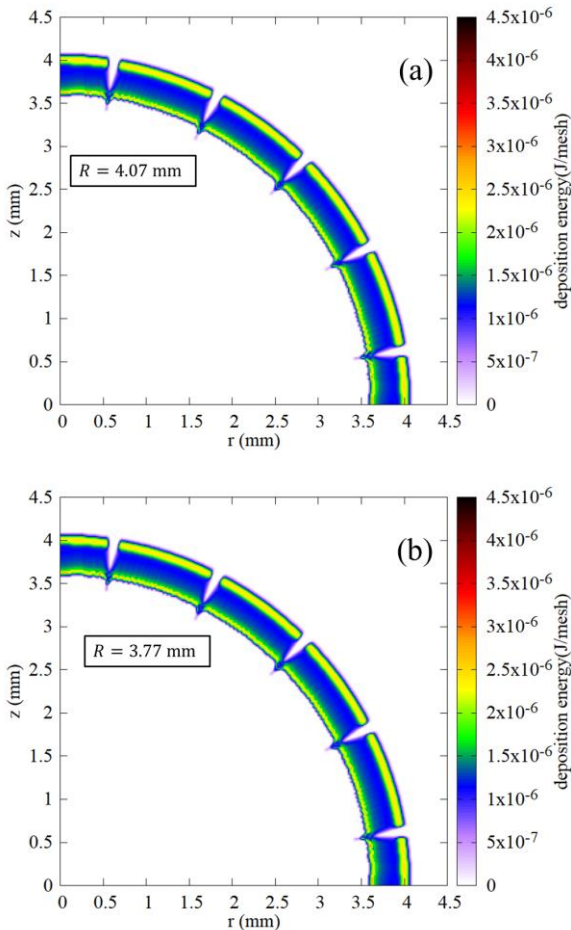 4.5
4
3.5
3
2.5
2
1.5
1
0.5
0
z (mm)
0 0.5 1 1.5 2 2.5 3 3.5 4 4.5
r (mm)
(a)
R = 4.07 mm
4.5x10-6
4x10-6
3.5x10-6
3x10-6
2.5x10-6
2x10-6
1.5x10-6
1x10-6
5x10-7
0
deposition energy(J/mesh)
4.5
4
3.5
3
2.5
2
1.5
1
0.5
0
z (mm)
0 0.5 1 1.5 2 2.5 3 3.5 4 4.5
r (mm)
(b)
R = 3.77 mm
4.5x10-6
4x10-6
3.5x10-6
3x10-6
2.5x10-6
2x10-6
1.5x10-6
1x10-6
5x10-7
0
deposition energy(J/mesh)